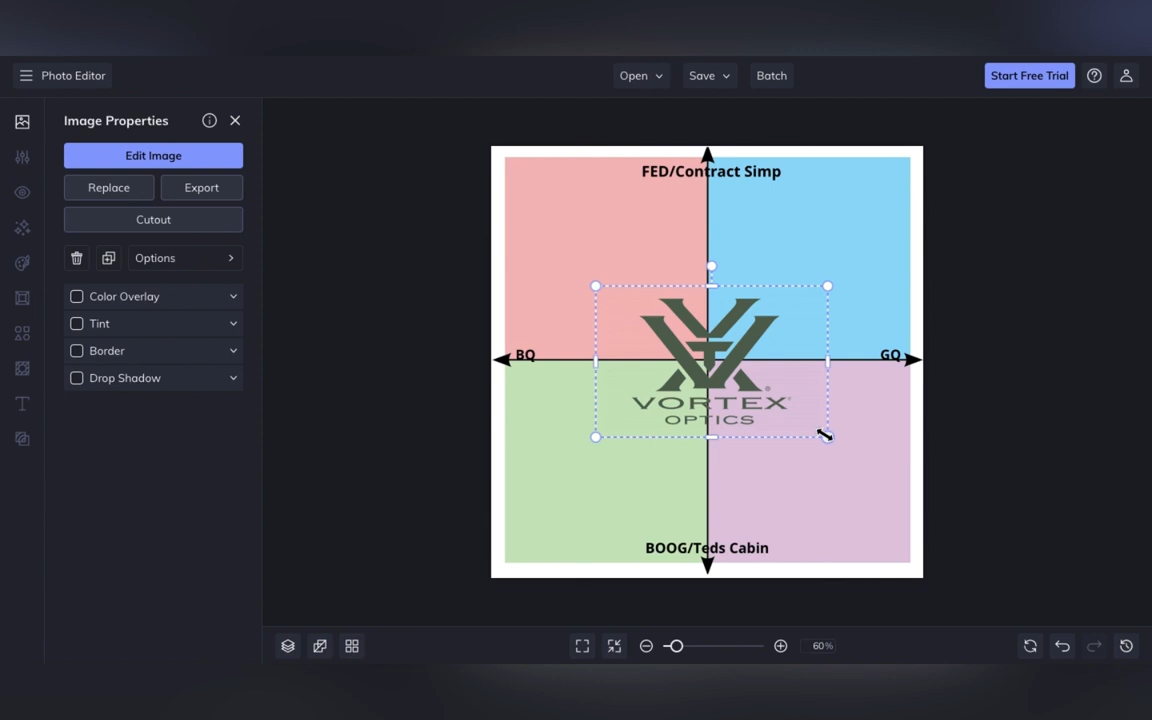 Photo Editor
Open
Save
Batch
Start Free Trial
Image Properties
Edit Image
Replace
Export
Cutout
Options
Color Overlay
Tint
Border
Drop Shadow
FED/Contract Simp
BQ
GQ
VORTEX
OPTICS
BOOG/Teds Cabin
60%